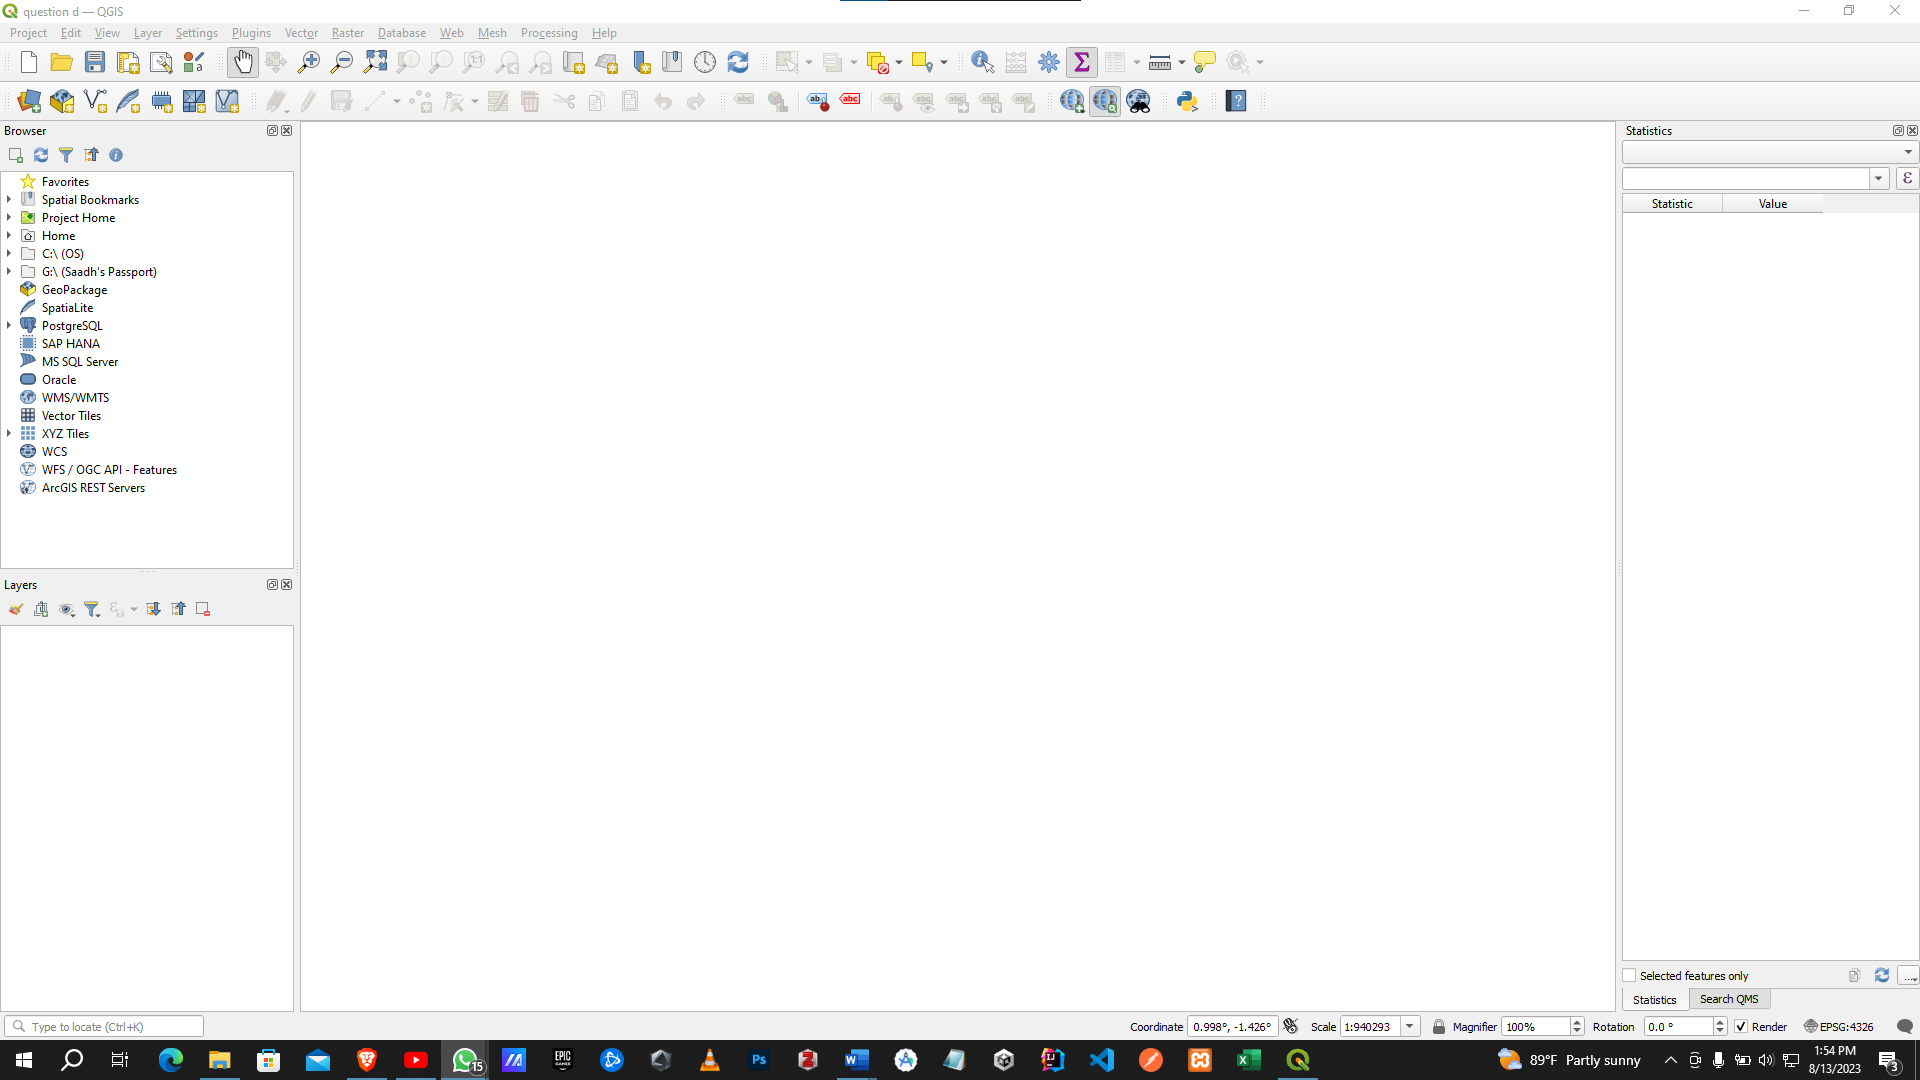 question d — QGIS
Project Edit View Layer Settings Plugins Vector Raster Database Web Mesh Processing Help
Browser
Favorites
Spatial Bookmarks
Project Home
Home
C:\ (OS)
G:\ (Saadh's Passport)
GeoPackage
SpatiaLite
PostgreSQL
SAP HANA
MS SQL Server
Oracle
WMS/WMTS
Vector Tiles
XYZ Tiles
WCS
WFS / OGC API - Features
ArcGIS REST Servers
Layers
Statistics
Statistic Value
Selected features only
Statistics Search QMS
Type to locate (Ctrl+K)
Coordinate 0.998°, -1.426° Scale 1:940293 Magnifier 100% Rotation 0.0 ° Render EPSG:4326
15
EPIC GAMES
Ps
89°F Partly sunny
1:54 PM
8/13/2023
3